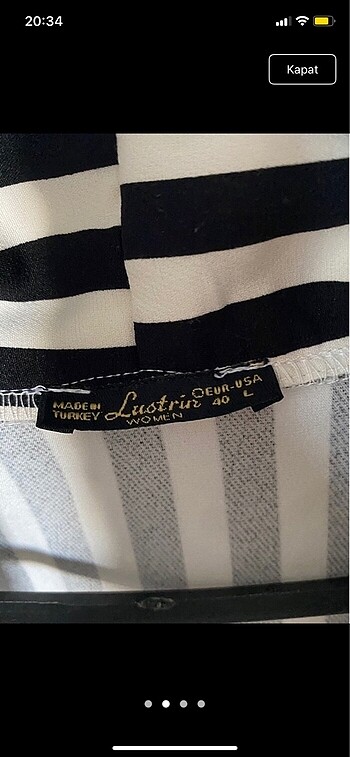 20:34
Kapat
MADE IN
TURKEY
Lustrin
WOMEN
EUR-USA
40 L